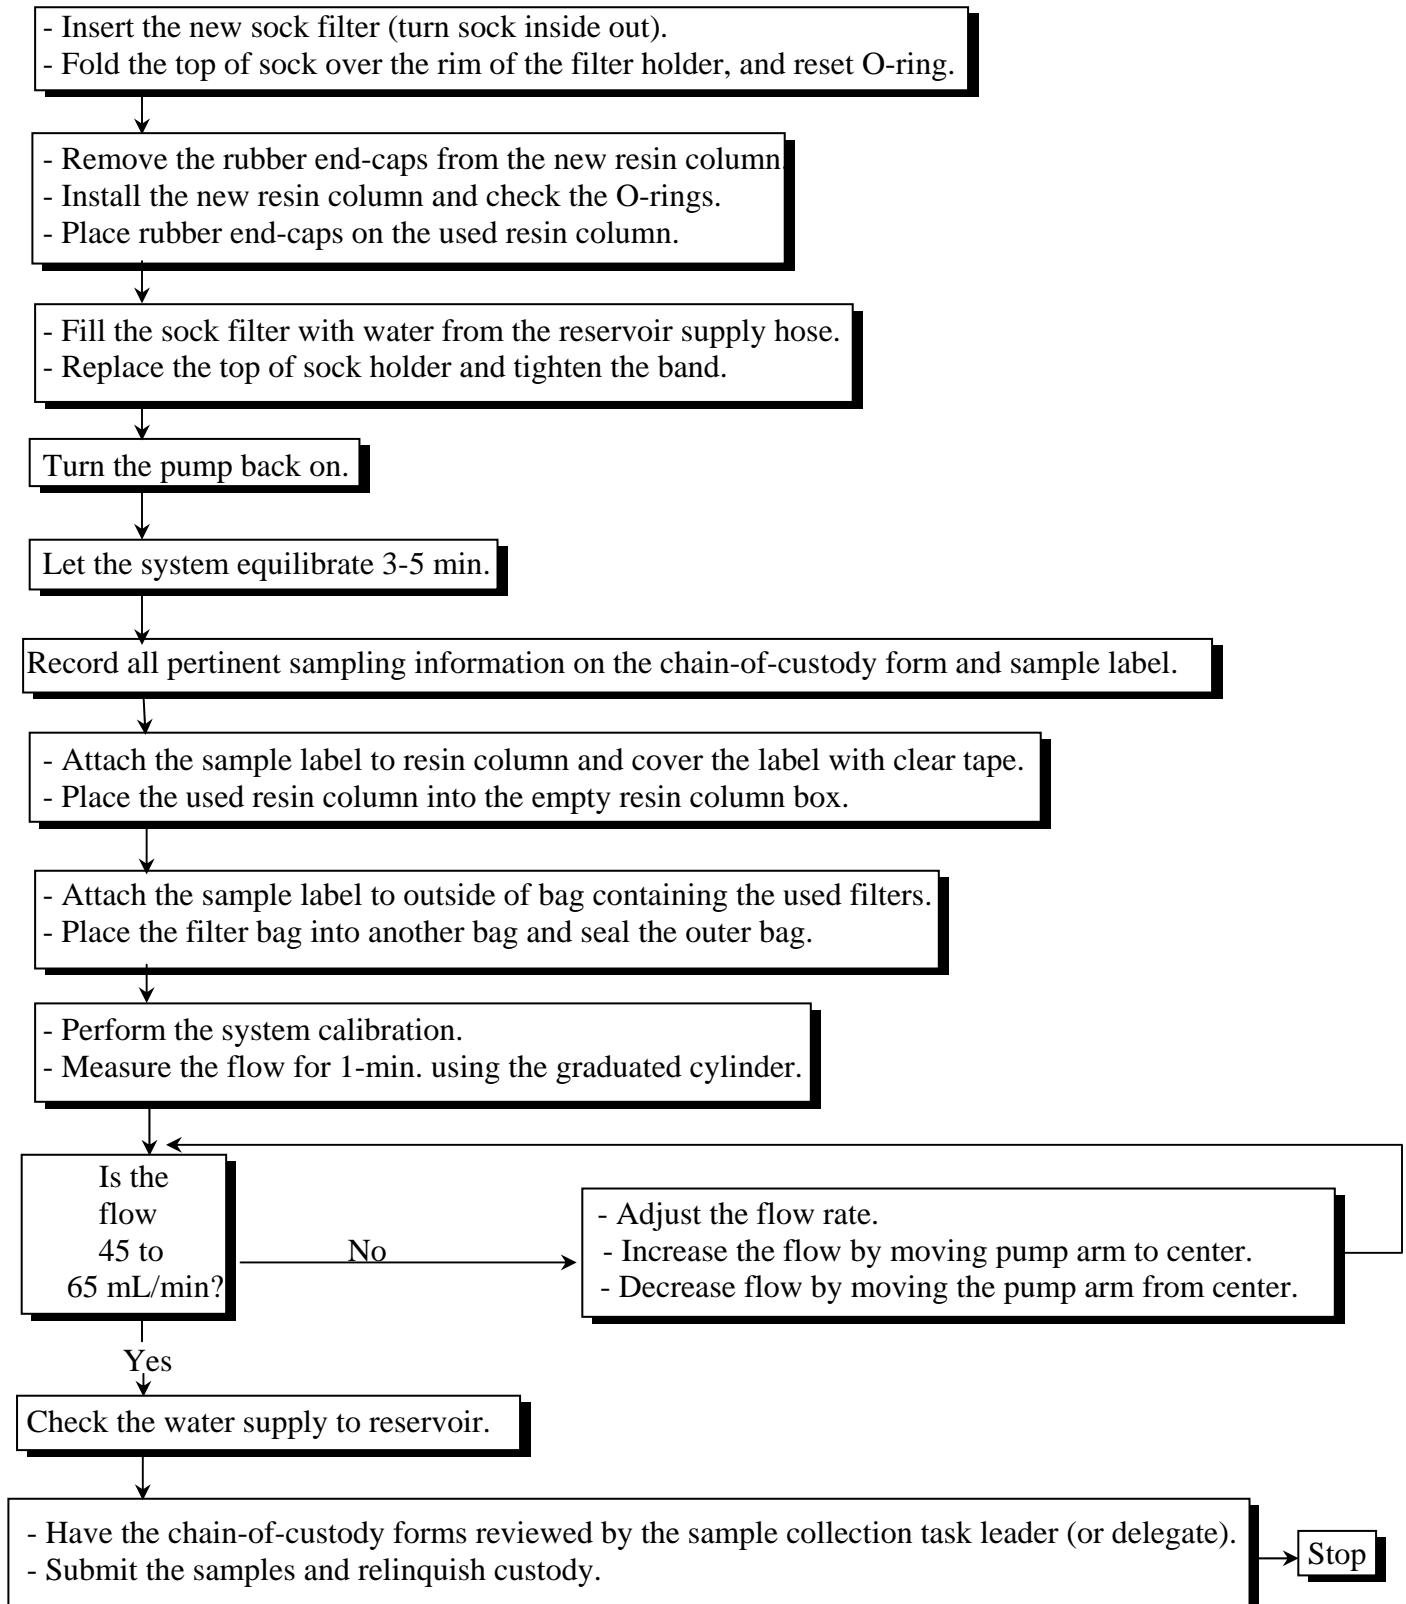 - Insert the new sock filter (turn sock inside out).
- Fold the top of sock over the rim of the filter holder, and reset O-ring.
- Remove the rubber end-caps from the new resin column.
- Install the new resin column and check the O-rings.
- Place rubber end-caps on the used resin column.
- Fill the sock filter with water from the reservoir supply hose.
- Replace the top of sock holder and tighten the band.
Turn the pump back on.
Let the system equilibrate 3-5 min.
Record all pertinent sampling information on the chain-of-custody form and sample label.
- Attach the sample label to resin column and cover the label with clear tape.
- Place the used resin column into the empty resin column box.
- Attach the sample label to outside of bag containing the used filters.
- Place the filter bag into another bag and seal the outer bag.
- Perform the system calibration.
- Measure the flow for 1-min. using the graduated cylinder.
Is the
flow
45 to
65 mL/min?
No
- Adjust the flow rate.
- Increase the flow by moving pump arm to center.
- Decrease flow by moving the pump arm from center.
Yes
Check the water supply to reservoir.
- Have the chain-of-custody forms reviewed by the sample collection task leader (or delegate).
- Submit the samples and relinquish custody.
Stop